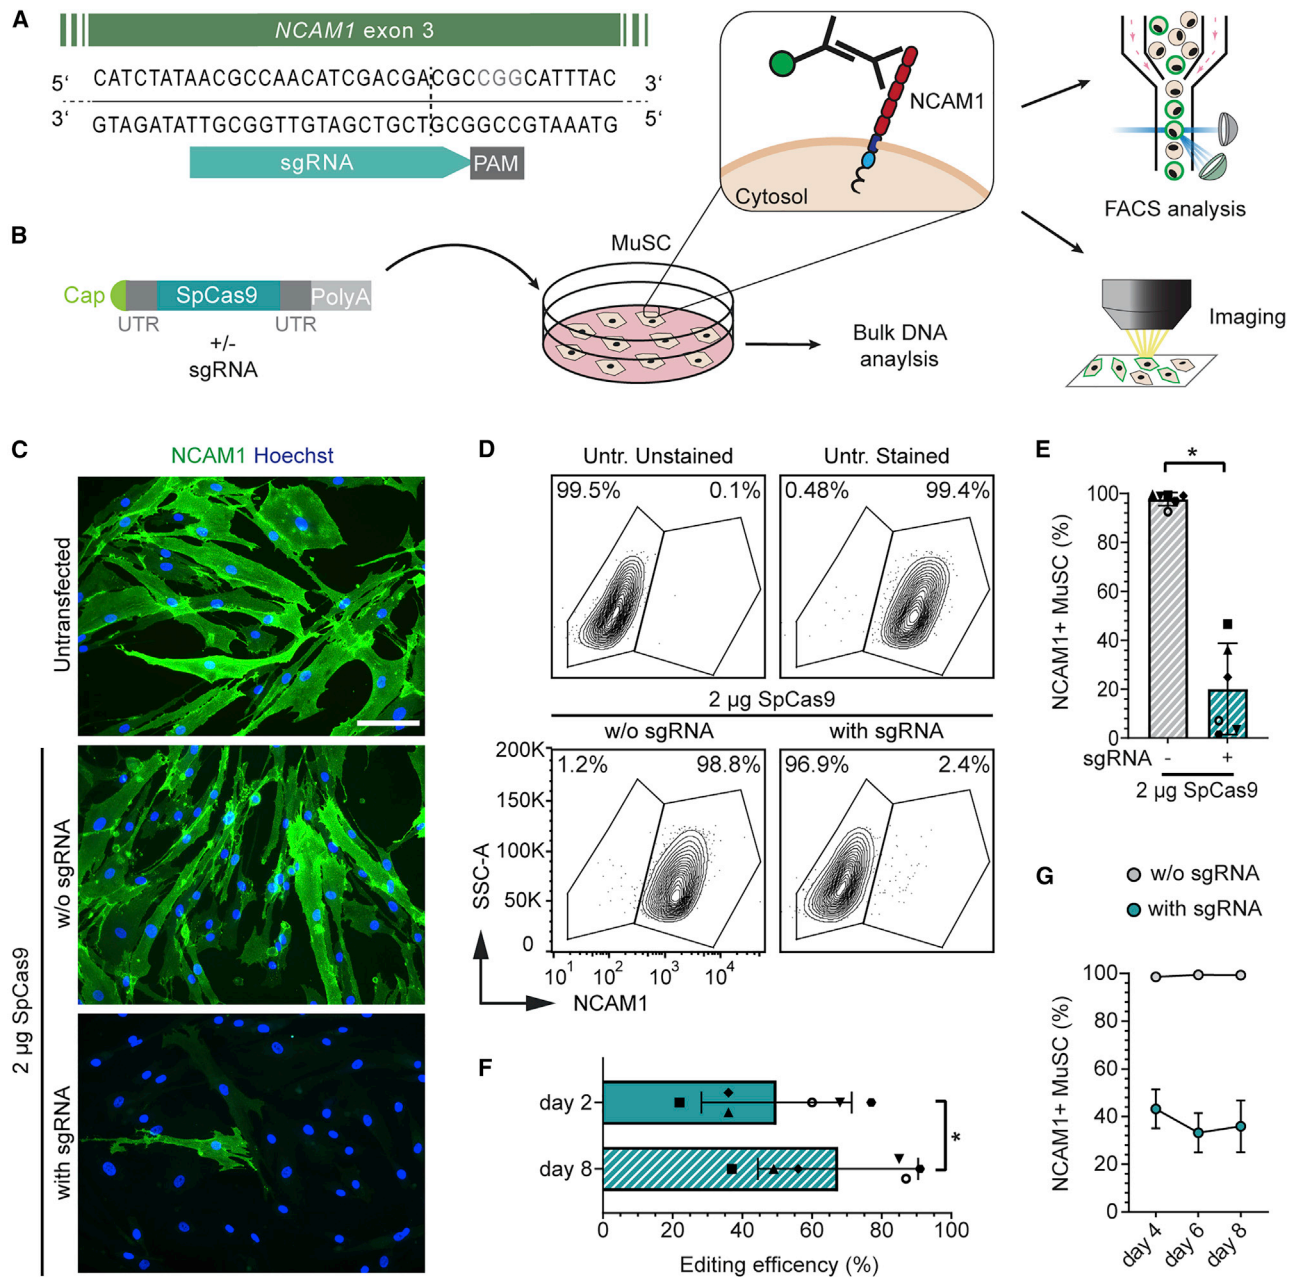 A
NCAM1 exon 3
5‘ CATCTATAACGCCAACATCGACGACGCCGGCATTTAC 3‘
3‘ GTAGATATTGCGGTTGTAGCTGCTGCGGCCGTAAATG 5‘
sgRNA PAM
NCAM1
Cytosol
FACS analysis
B
Cap SpCas9 PolyA
UTR UTR
+/-
sgRNA
MuSC
Bulk DNA
anaylsis
Imaging
C
NCAM1 Hoechst
Untransfected
2 µg SpCas9
w/o sgRNA
with sgRNA
D
Untr. Unstained Untr. Stained
99.5% 0.1% 0.48% 99.4%
2 µg SpCas9
w/o sgRNA with sgRNA
1.2% 98.8% 96.9% 2.4%
200K
150K
100K
50K
0
SSC-A
10¹ 10² 10³ 10⁴
NCAM1
E
*
NCAM1+ MuSC (%)
100
80
60
40
20
0
sgRNA - +
2 µg SpCas9
F
day 2
day 8
*
0 20 40 60 80 100
Editing efficency (%)
G
w/o sgRNA
with sgRNA
NCAM1+ MuSC (%)
100
80
60
40
20
0
day 4 day 6 day 8